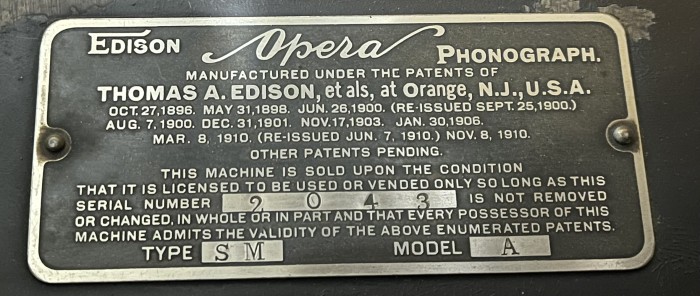 EDISON Opera PHONOGRAPH.
MANUFACTURED UNDER THE PATENTS OF
THOMAS A. EDISON, et als, at Orange, N.J., U.S.A.
OCT. 27, 1896. MAY 31, 1898. JUN. 26, 1900. (RE-ISSUED SEPT. 25, 1900.)
AUG. 7, 1900. DEC. 31, 1901. NOV. 17, 1903. JAN. 30, 1906.
MAR. 8, 1910. (RE-ISSUED JUN. 7, 1910.) NOV. 8, 1910.
OTHER PATENTS PENDING.
THIS MACHINE IS SOLD UPON THE CONDITION
THAT IT IS LICENSED TO BE USED OR VENDED ONLY SO LONG AS THIS
SERIAL NUMBER 2043 IS NOT REMOVED
OR CHANGED, IN WHOLE OR IN PART AND THAT EVERY POSSESSOR OF THIS
MACHINE ADMITS THE VALIDITY OF THE ABOVE ENUMERATED PATENTS.
TYPE SM MODEL A